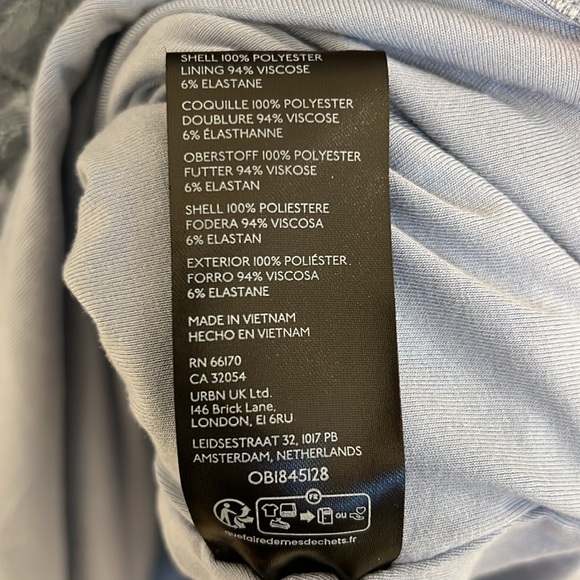 SHELL 100% POLYESTER
LINING 94% VISCOSE
6% ELASTANE
COQUILLE 100% POLYESTER
DOUBLURE 94% VISCOSE
6% ÉLASTHANNE
OBERSTOFF 100% POLYESTER
FUTTER 94% VISKOSE
6% ELASTAN
SHELL 100% POLIESTERE
FODERA 94% VISCOSA
6% ELASTAN
EXTERIOR 100% POLIÉSTER
FORRO 94% VISCOSA
6% ELASTANE
MADE IN VIETNAM
HECHO EN VIETNAM
RN 66170
CA 32054
URBN UK Ltd.
146 Brick Lane,
LONDON, E1 6RU
LEIDSESTRAAT 32, 1017 PB
AMSTERDAM, NETHERLANDS
OB1845128
FR
OU
quefairedemesdechets.fr